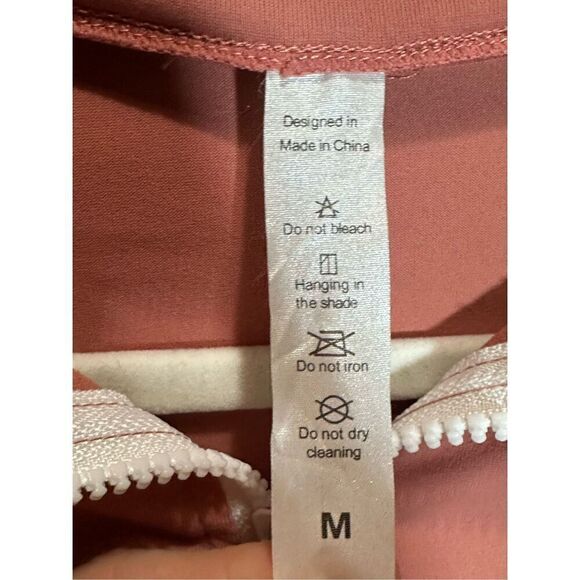 Designed in
Made in China
Do not bleach
Hanging in
the shade
Do not iron
Do not dry
cleaning
M